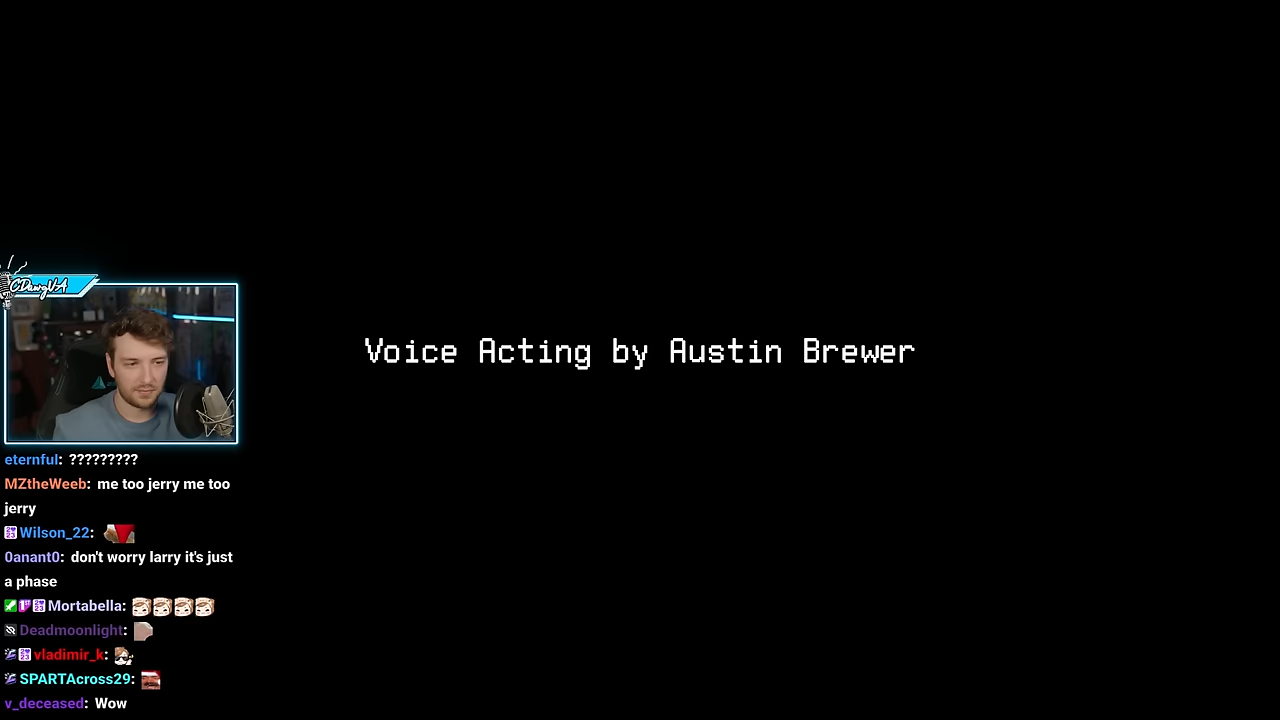 CDawgVA
Voice Acting by Austin Brewer
eternful: ?????????
MZtheWeeb: me too jerry me too
jerry
Wilson_22:
0anant0: don't worry larry it's just
a phase
Mortabella:
Deadmoonlight:
vladimir_k:
SPARTAcross29:
v_deceased: Wow